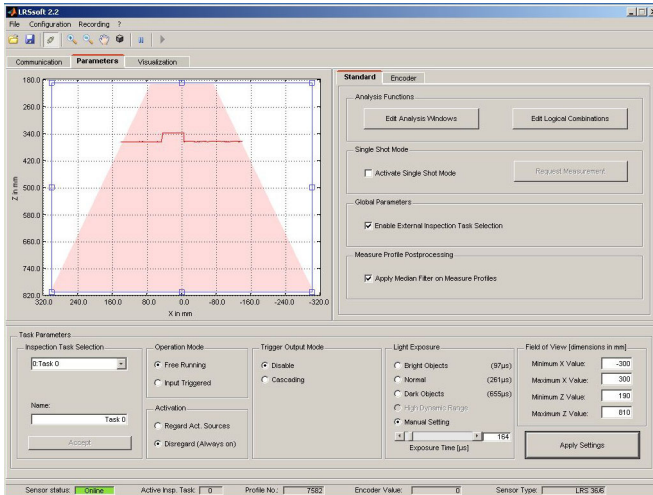 LRSsoft 2.2
File Configuration Recording ?
Communication Parameters Visualization
180.0
260.0
340.0
420.0
500.0
580.0
660.0
740.0
820.0
Z in mm
320.0 240.0 160.0 80.0 0.0 -80.0 -160.0 -240.0 -320.0
X in mm
Standard Encoder
Analysis Functions
Edit Analysis Windows Edit Logical Combinations
Single Shot Mode
Activate Single Shot Mode Request Measurement
Global Parameters
Enable External Inspection Task Selection
Measure Profile Postprocessing
Apply Median Filter on Measure Profiles
Task Parameters
Inspection Task Selection
0:Task 0
Name:
Task 0
Accept
Operation Mode
Free Running
Input Triggered
Activation
Regard Act. Sources
Disregard (Always on)
Trigger Output Mode
Disable
Cascading
Light Exposure
Bright Objects (97µs)
Normal (261µs)
Dark Objects (655µs)
High Dynamic Range
Manual Setting
164
Exposure Time [µs]
Field of View [dimensions in mm]
Minimum X Value: -300
Maximum X Value: 300
Minimum Z Value: 190
Maximum Z Value: 810
Apply Settings
Sensor status: Online Active Insp. Task: 0 Profile No.: 7582 Encoder Value: 0 Sensor Type: LRS 36/6